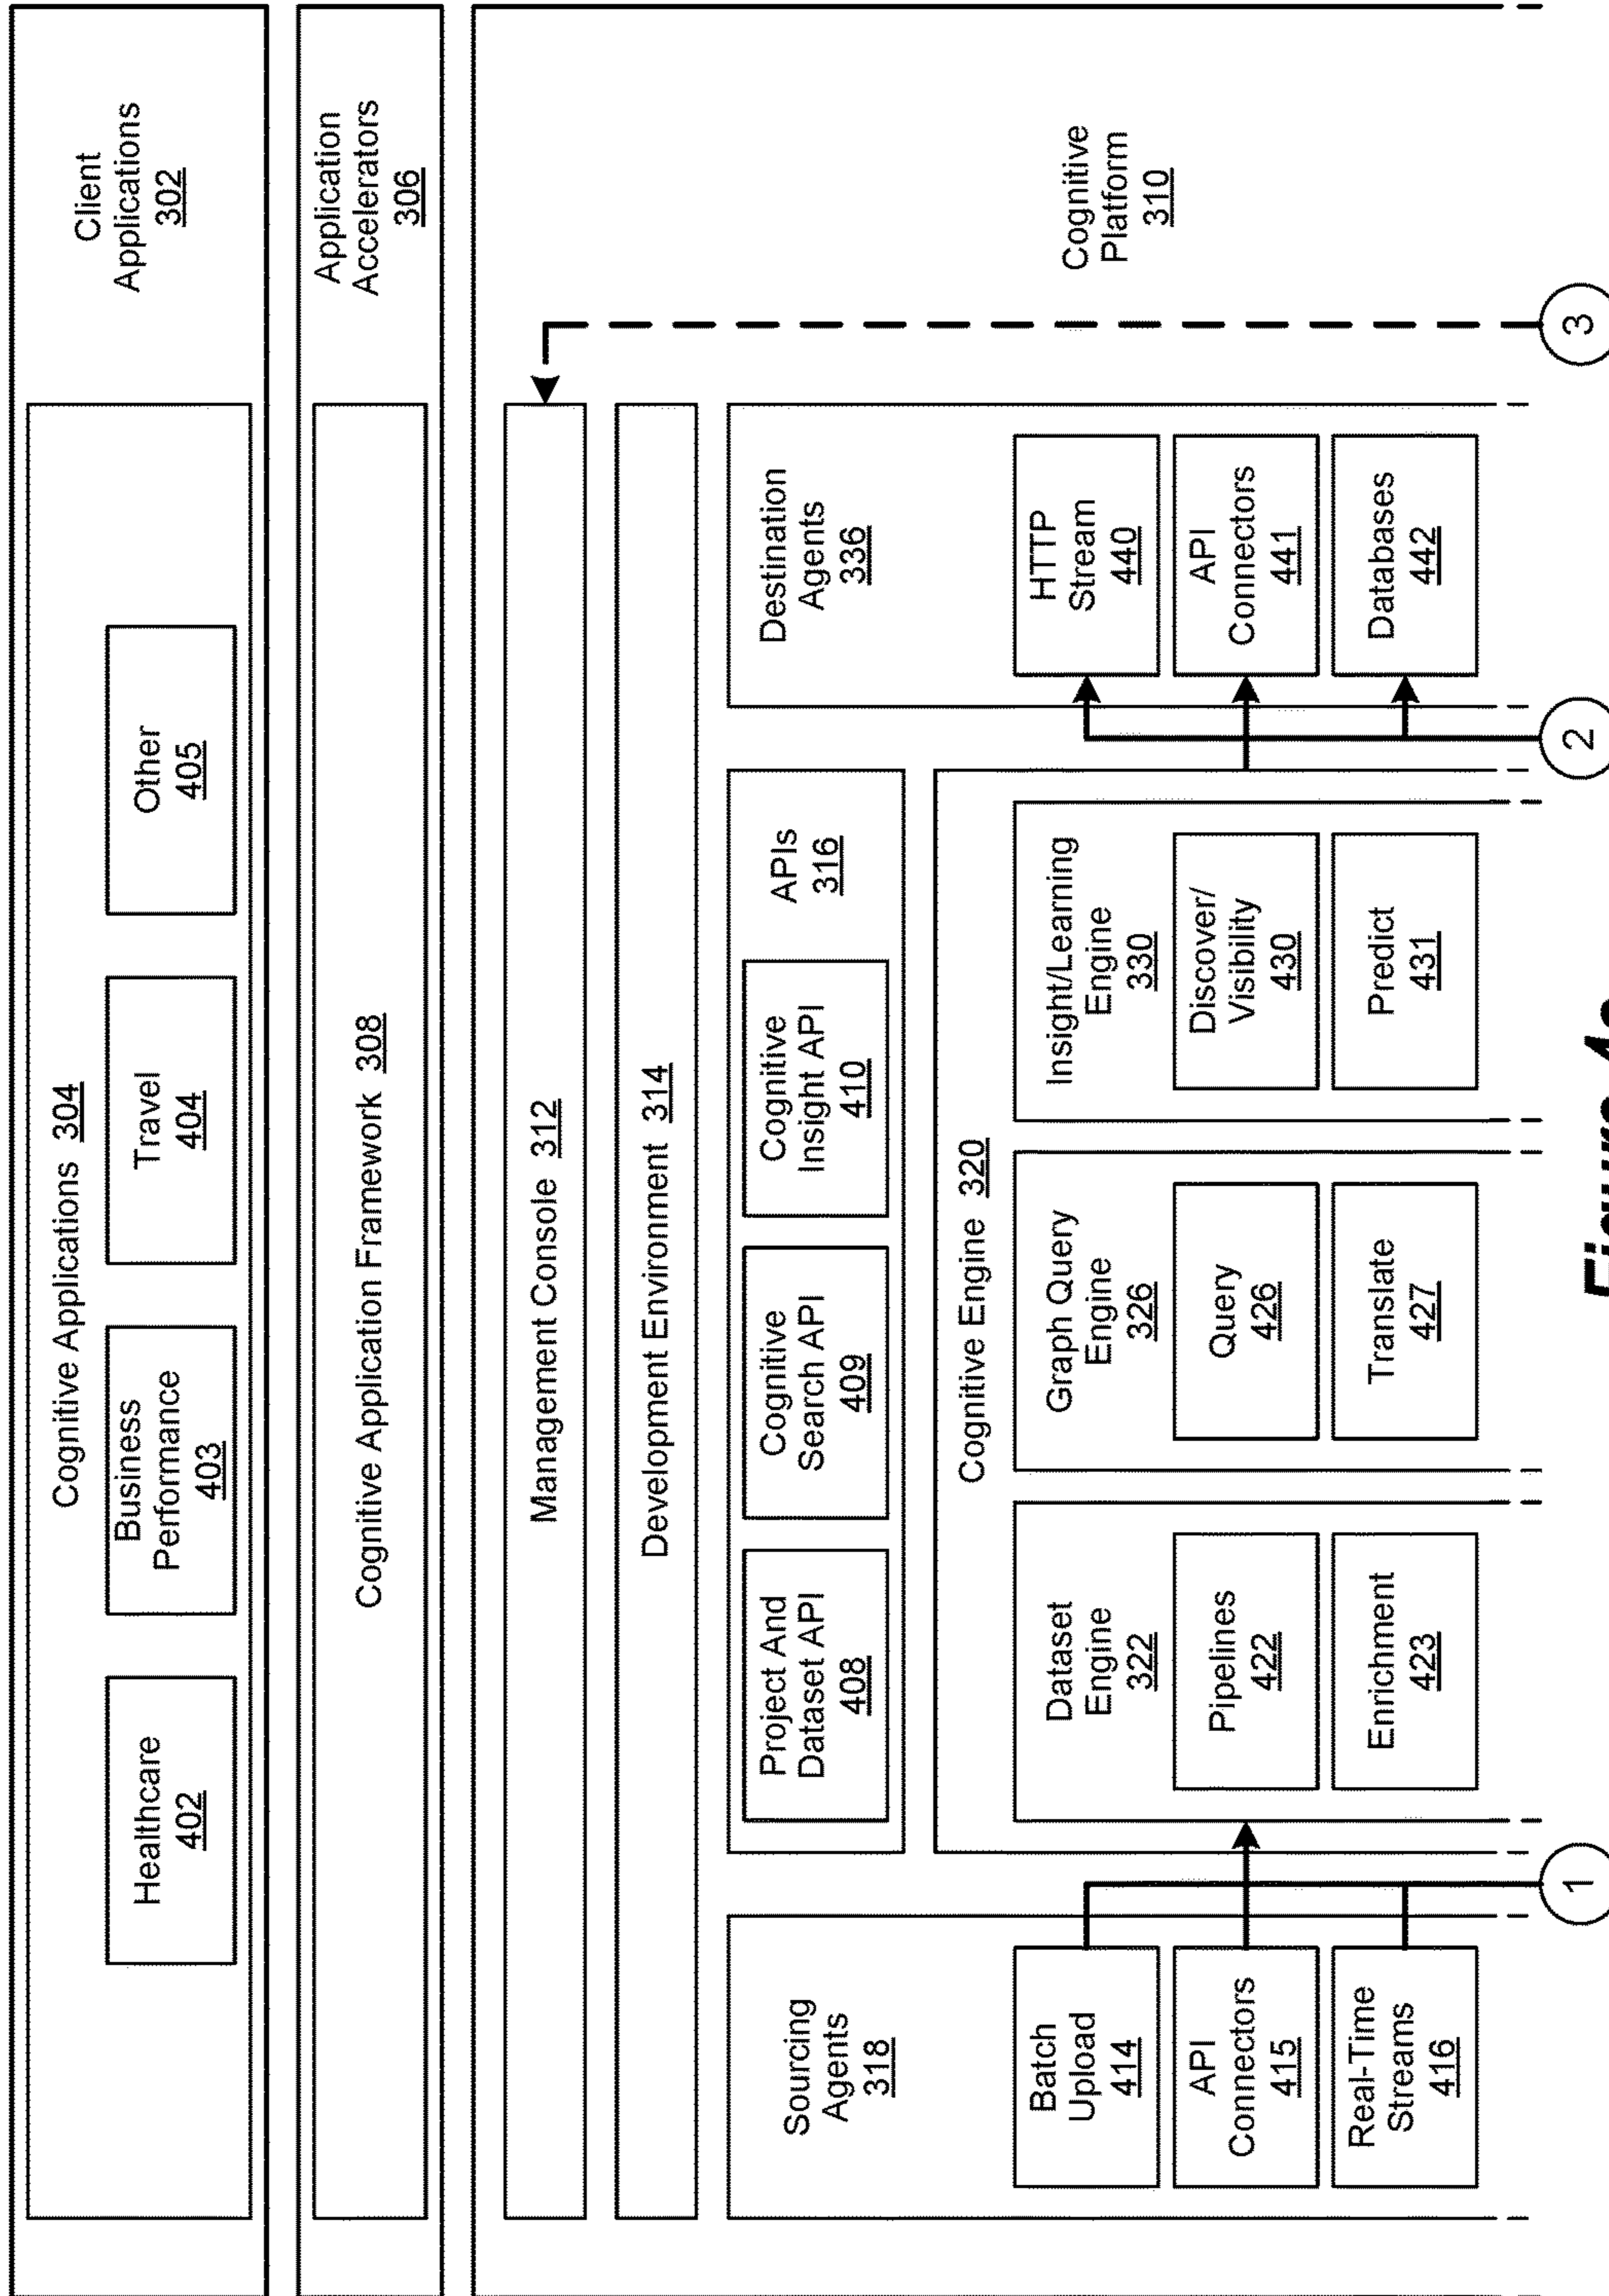 Client
Applications
302
Cognitive Applications 304
Healthcare
402
Business
Performance
403
Travel
404
Other
405
Application
Accelerators
306
Cognitive Application Framework 308
Cognitive
Platform
310
Management Console 312
Development Environment 314
Sourcing
Agents
318
Batch
Upload
414
API
Connectors
415
Real-Time
Streams
416
Project And
Dataset API
408
Cognitive
Search API
409
Cognitive
Insight API
410
APIs
316
Cognitive Engine 320
Dataset
Engine
322
Pipelines
422
Enrichment
423
Graph Query
Engine
326
Query
426
Translate
427
Insight/Learning
Engine
330
Discover/
Visibility
430
Predict
431
Destination
Agents
336
HTTP
Stream
440
API
Connectors
441
Databases
442
1
2
3
Figure